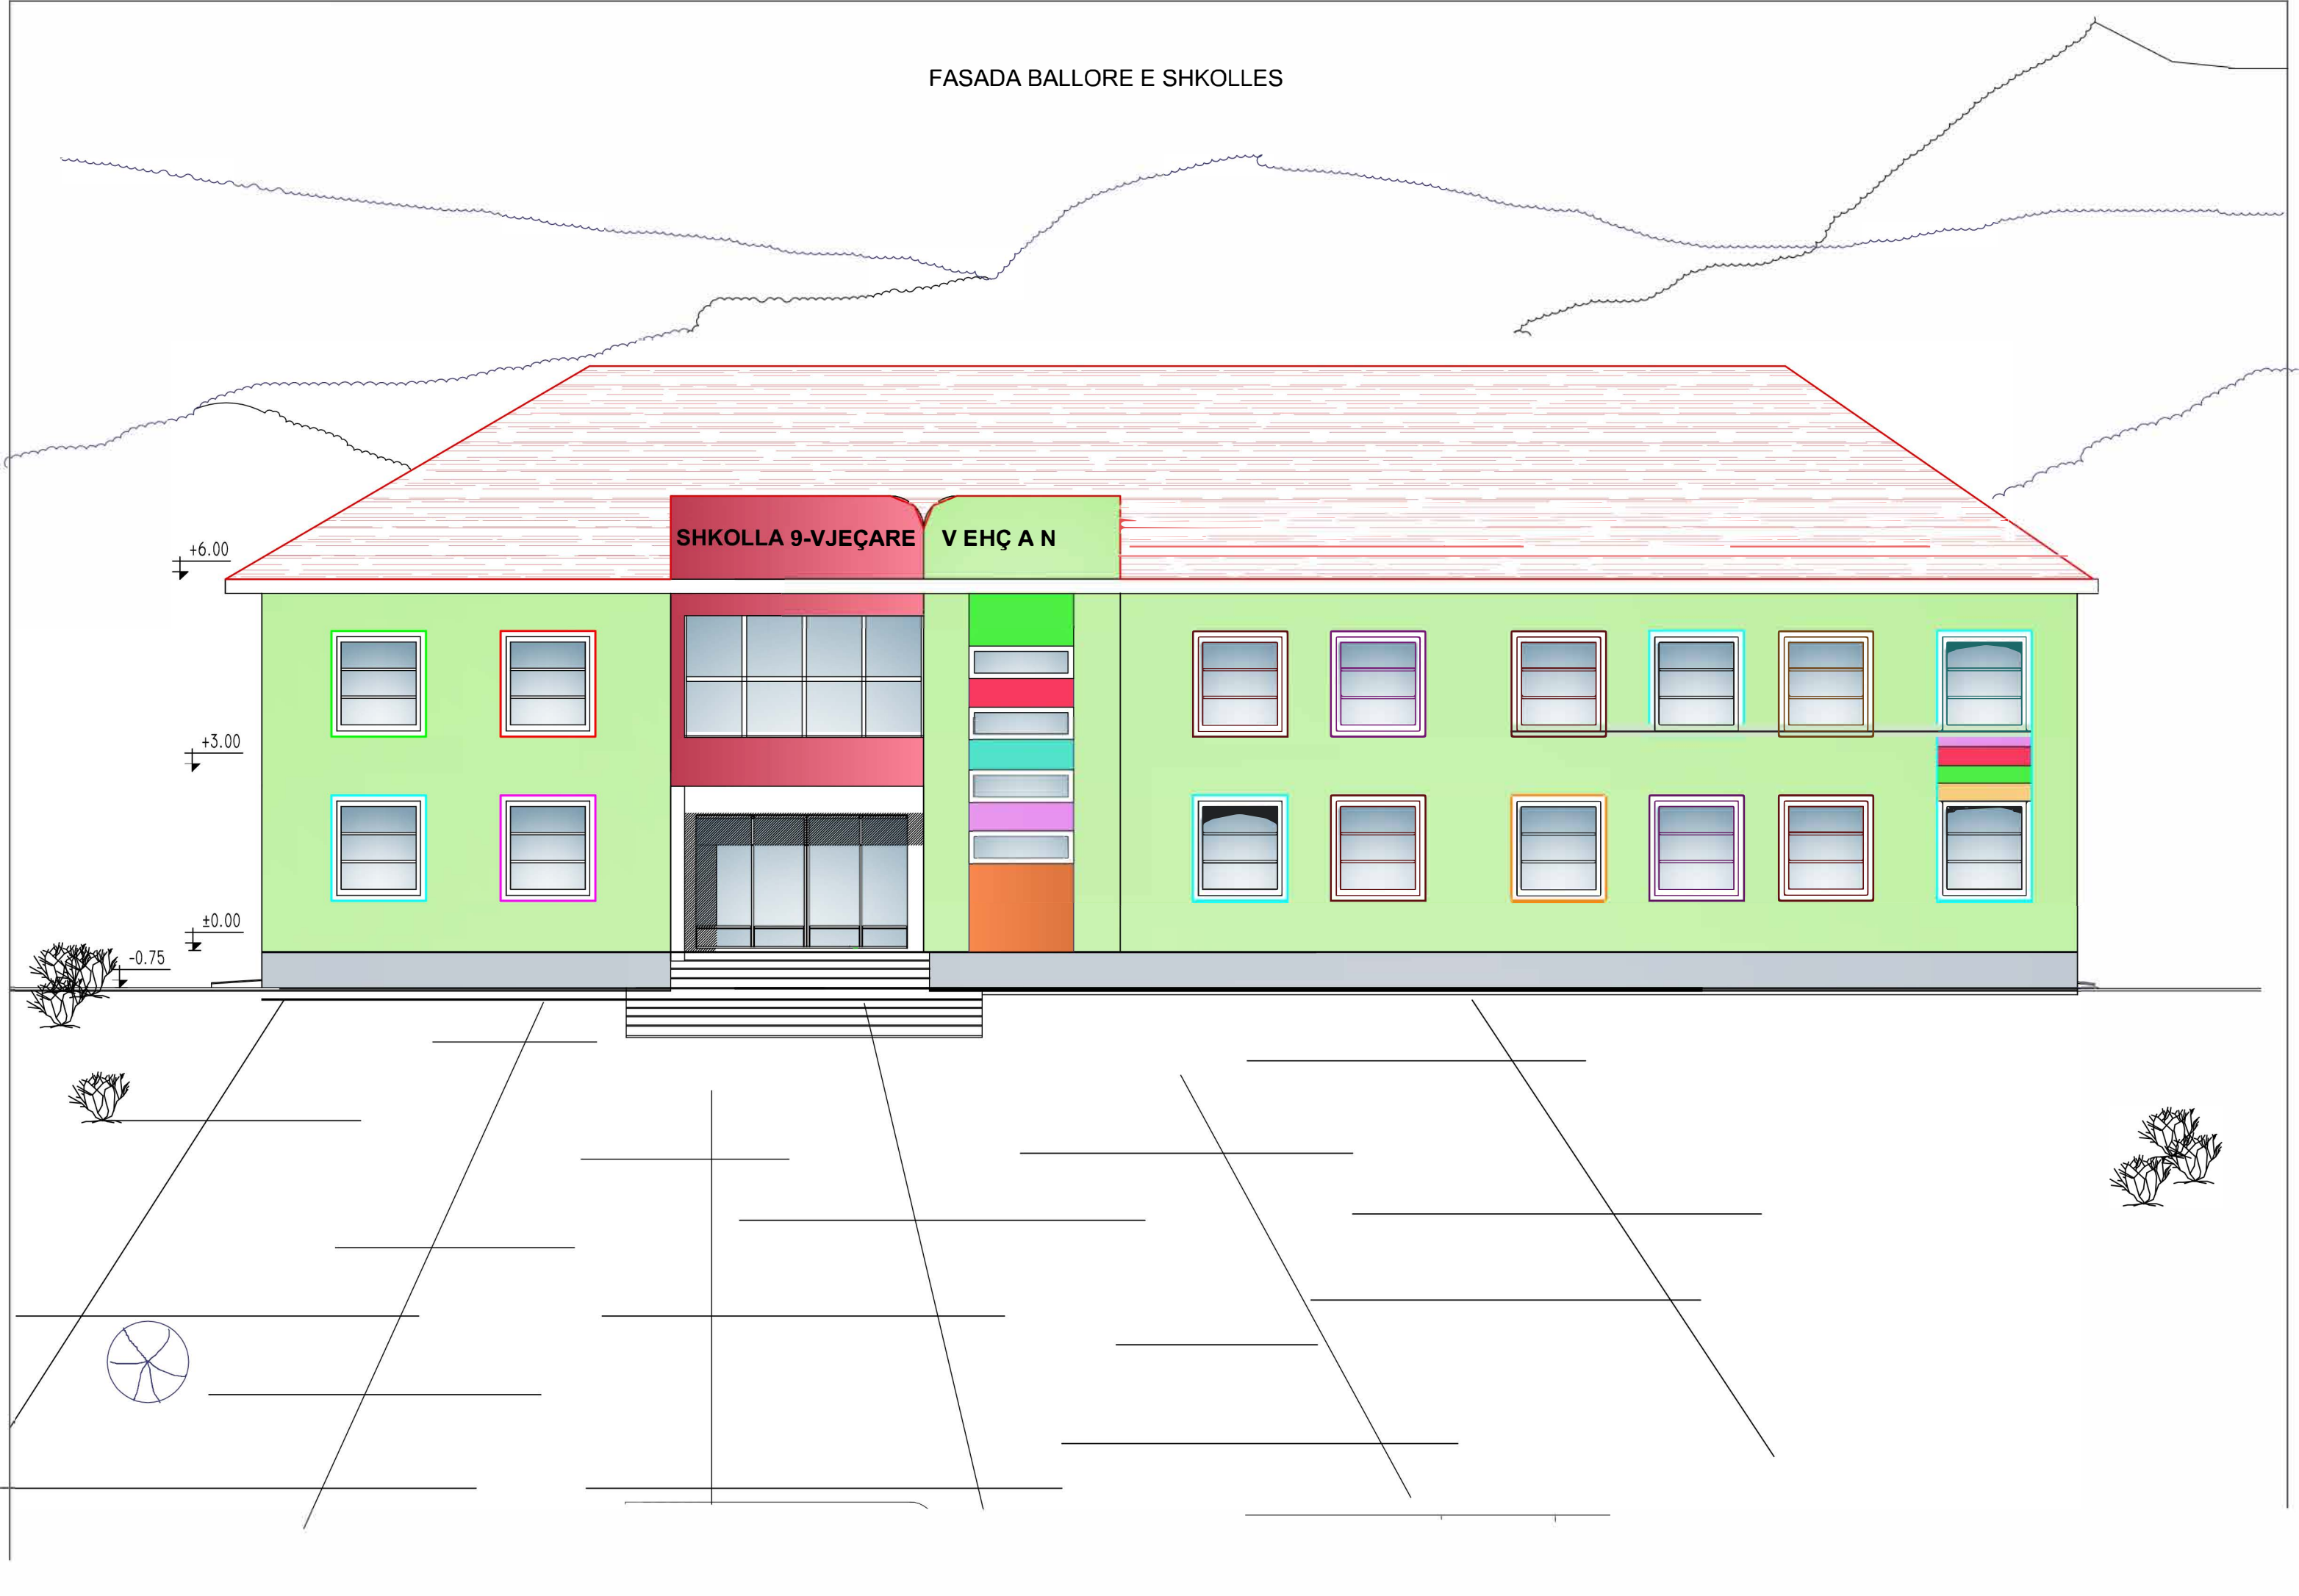 FASADA BALLORE E SHKOLLES
SHKOLLA 9-VJEÇARE V EHÇ A N
+6.00
+3.00
±0.00
-0.75